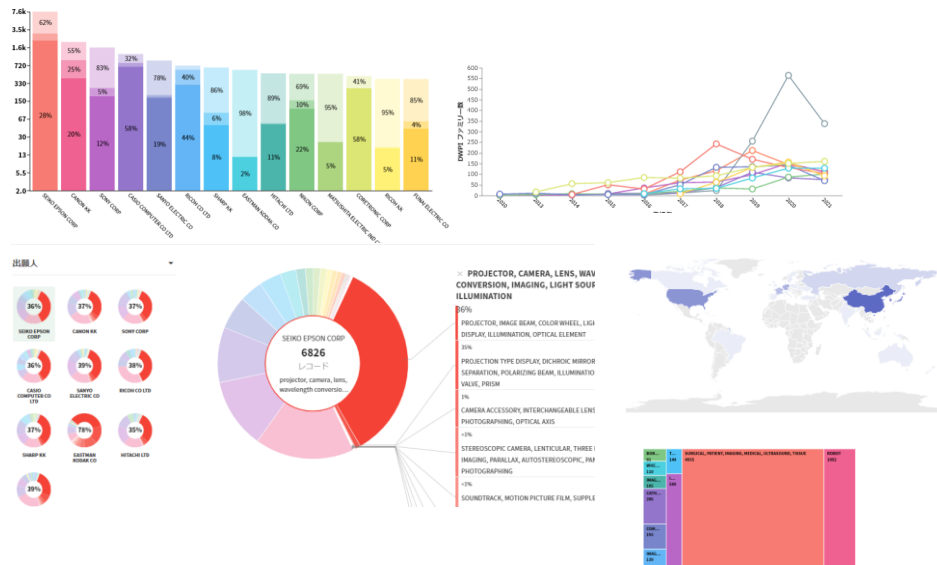 7.6k
3.5k
1.6k
720
330
150
67
30
13
5.5
2.0
62%
28%
55%
25%
20%
83%
5%
12%
32%
58%
78%
19%
40%
44%
86%
6%
8%
98%
2%
89%
11%
69%
10%
22%
95%
5%
41%
58%
95%
5%
85%
4%
11%
SEIKO EPSON CORP
CANON KK
SONY CORP
CASIO COMPUTER CO LTD
SANYO ELECTRIC CO
RICOH CO LTD
SHARP KK
EASTMAN KODAK CO
HITACHI LTD
NIKON CORP
MATSUSHITA ELECTRIC IND C
CORETRONIC CORP
RICOH KK
FUNAI ELECTRIC CO
600
550
500
450
400
350
300
250
200
150
100
50
0
DWPI ファミリー数
2010
2013
2014
2015
2016
2017
2018
2019
2020
2021
出願人
36%
SEIKO EPSON
CORP
37%
CANON KK
37%
SONY CORP
36%
CASIO
COMPUTER CO
LTD
39%
SANYO
ELECTRIC CO
38%
RICOH CO LTD
37%
SHARP KK
78%
EASTMAN
KODAK CO
35%
HITACHI LTD
39%
SEIKO EPSON CORP
6826
レコード
projector, camera, lens,
wavelength conversio...
× PROJECTOR, CAMERA, LENS, WAV
CONVERSION, IMAGING, LIGHT SOUR
ILLUMINATION
36%
PROJECTOR, IMAGE BEAM, COLOR WHEEL, LIGH
DISPLAY, ILLUMINATION, OPTICAL ELEMENT
35%
PROJECTION TYPE DISPLAY, DICHROIC MIRROR
SEPARATION, POLARIZING BEAM, ILLUMINATIO
VALVE, PRISM
1%
CAMERA ACCESSORY, INTERCHANGEABLE LENS
PHOTOGRAPHING, OPTICAL AXIS
<1%
STEREOSCOPIC CAMERA, LENTICULAR, THREE
IMAGING, PARALLAX, AUTOSTEREOSCOPIC, PA
PHOTOGRAPHING
<1%
SOUNDTRACK, MOTION PICTURE FILM, SUPPLE
SURGICAL, PATIENT, IMAGING, MEDICAL, ULTRASOUND, TISSUE
ROBOT